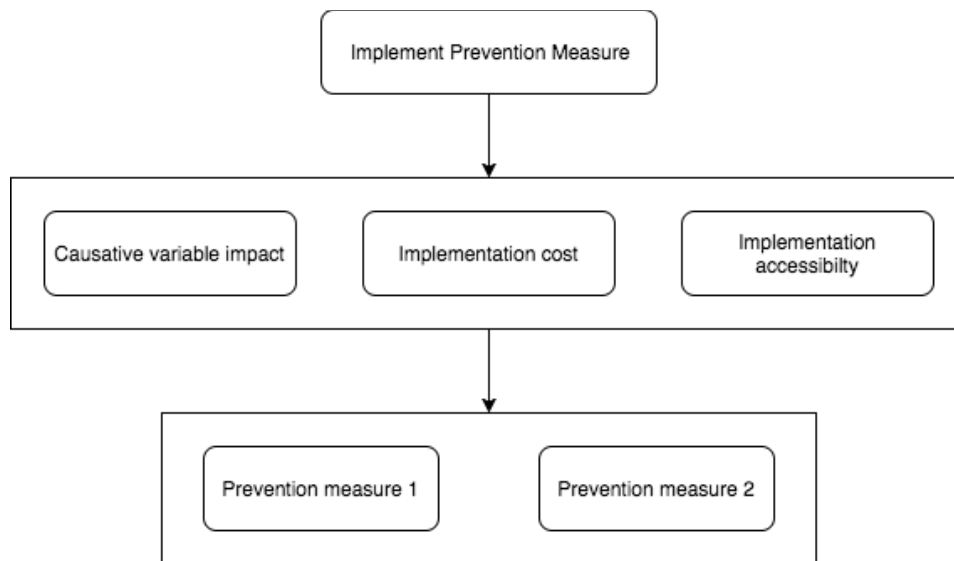 Implement Prevention Measure
Causative variable impact
Implementation cost
Implementation
accessibilty
Prevention measure 1
Prevention measure 2